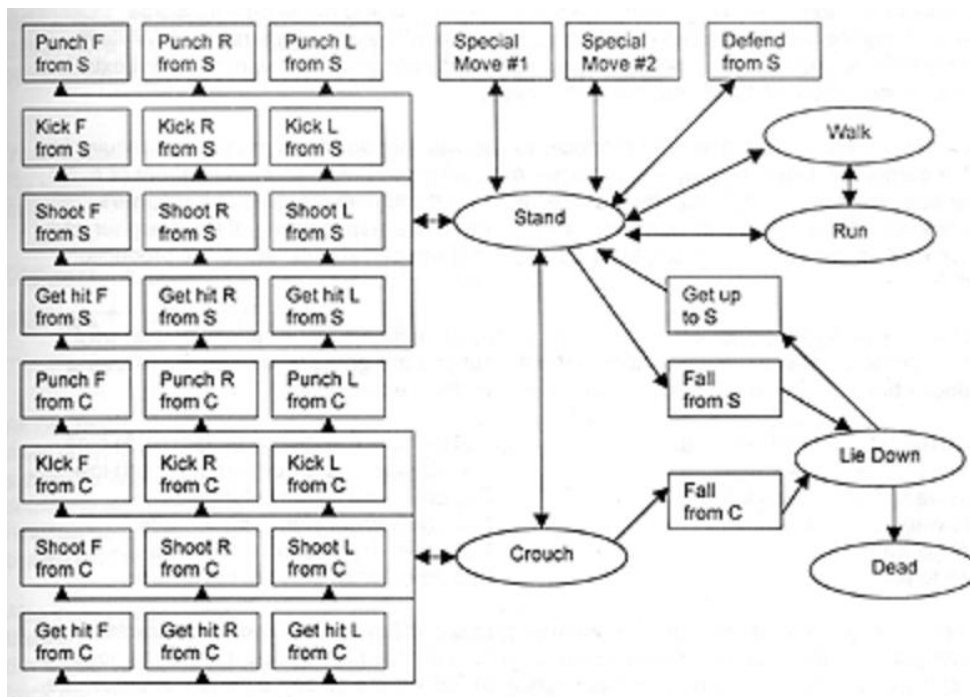 Punch F
from S
Punch R
from S
Punch L
from S
Special
Move #1
Special
Move #2
Defend
from S
Kick F
from S
Kick R
from S
Kick L
from S
Walk
Shoot F
from S
Shoot R
from S
Shoot L
from S
Stand
Run
Get hit F
from S
Get hit R
from S
Get hit L
from S
Get up
to S
Punch F
from C
Punch R
from C
Punch L
from C
Fall
from S
Kick F
from C
Kick R
from C
Kick L
from C
Lie Down
Fall
from C
Shoot F
from C
Shoot R
from C
Shoot L
from C
Crouch
Dead
Get hit F
from C
Get hit R
from C
Get hit L
from C